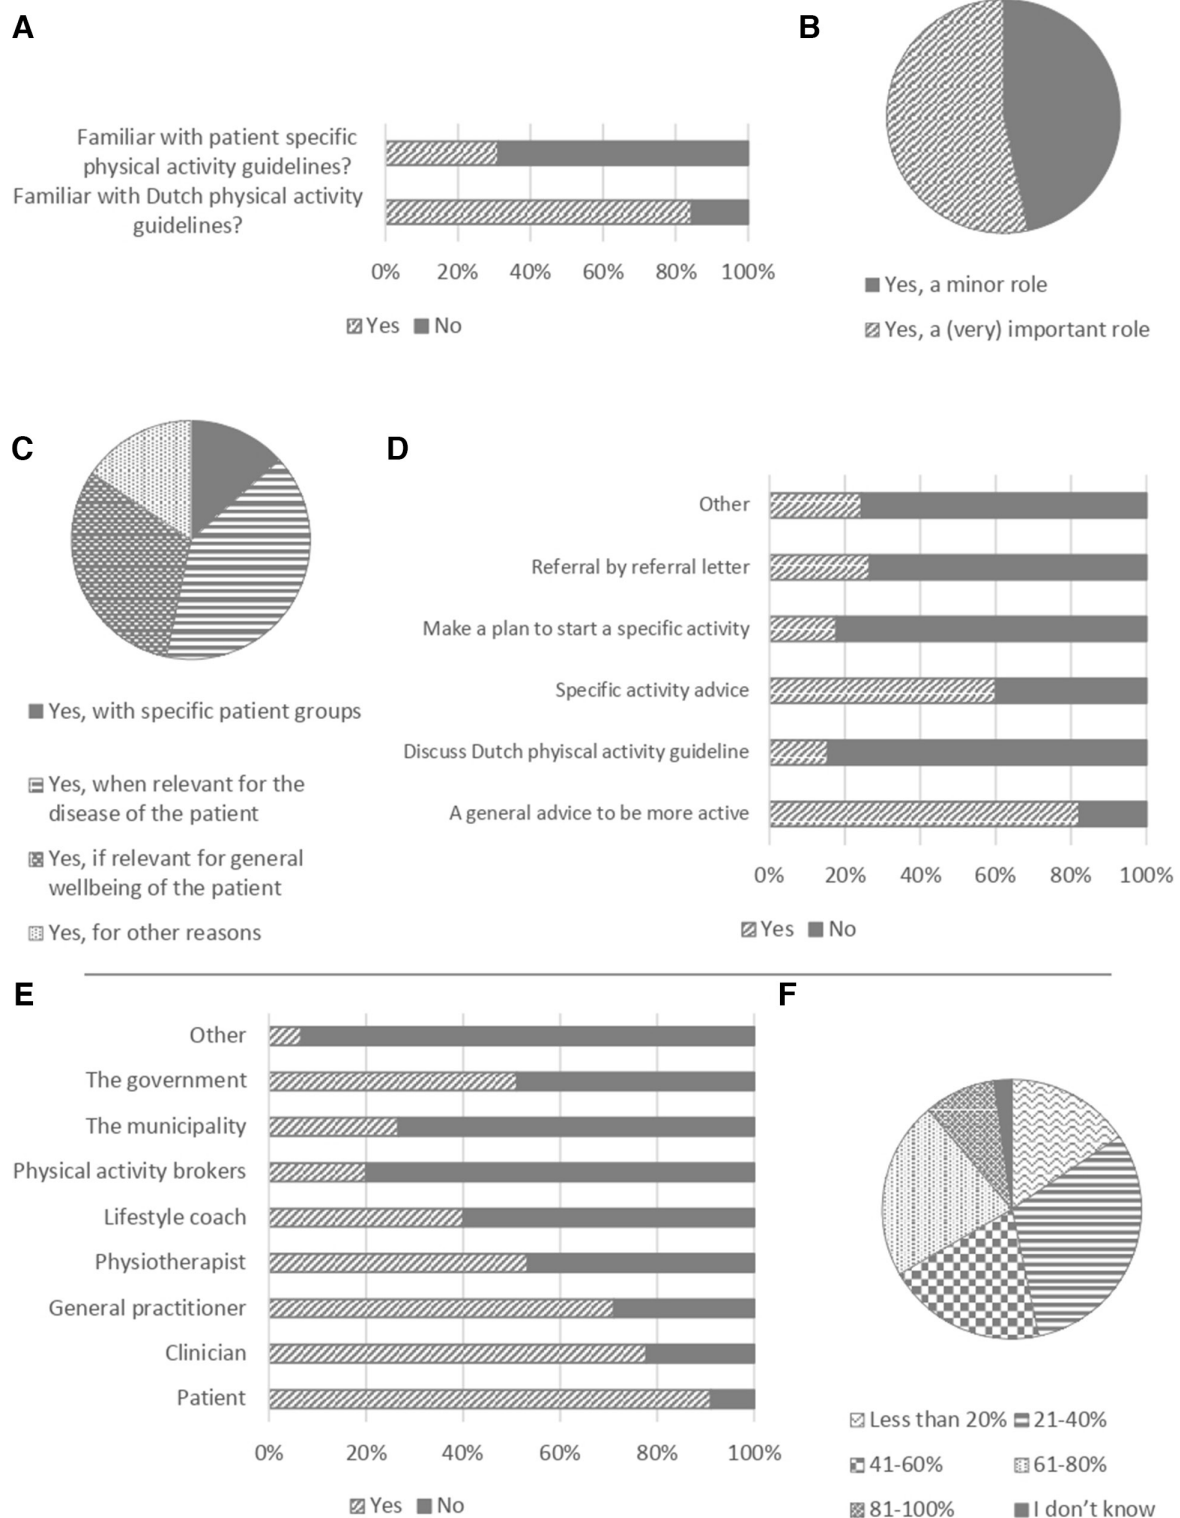 A
B
Familiar with patient specific
physical activity guidelines?
Familiar with Dutch physical activity
guidelines?
0% 20% 40% 60% 80% 100%
Yes No
Yes, a minor role
Yes, a (very) important role
C
D
Yes, with specific patient groups
Yes, when relevant for the
disease of the patient
Yes, if relevant for general
wellbeing of the patient
Yes, for other reasons
Other
Referral by referral letter
Make a plan to start a specific activity
Specific activity advice
Discuss Dutch phyiscal activity guideline
A general advice to be more active
0% 20% 40% 60% 80% 100%
Yes No
E
F
Other
The government
The municipality
Physical activity brokers
Lifestyle coach
Physiotherapist
General practitioner
Clinician
Patient
0% 20% 40% 60% 80% 100%
Yes No
Less than 20% 21-40%
41-60% 61-80%
81-100% I don't know